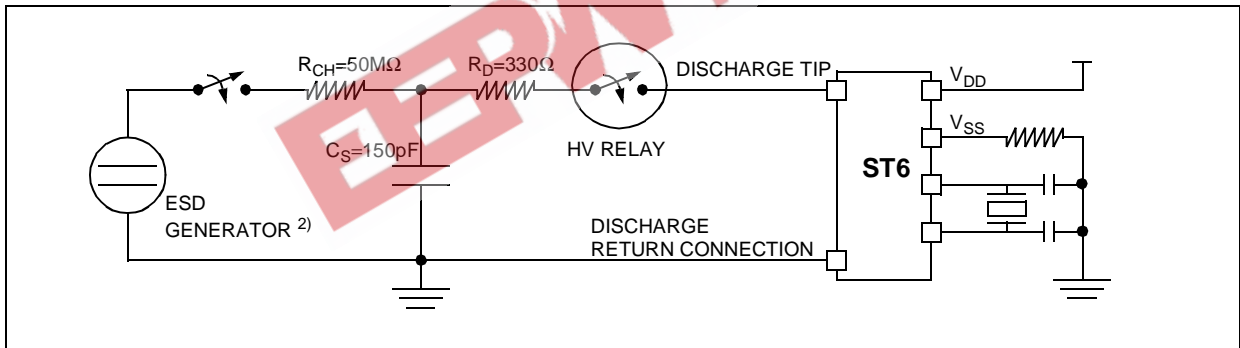 R_CH=50MΩ
R_D=330Ω
DISCHARGE TIP
V_DD
V_SS
C_S=150pF
HV RELAY
ST6
ESD
GENERATOR 2)
DISCHARGE
RETURN CONNECTION